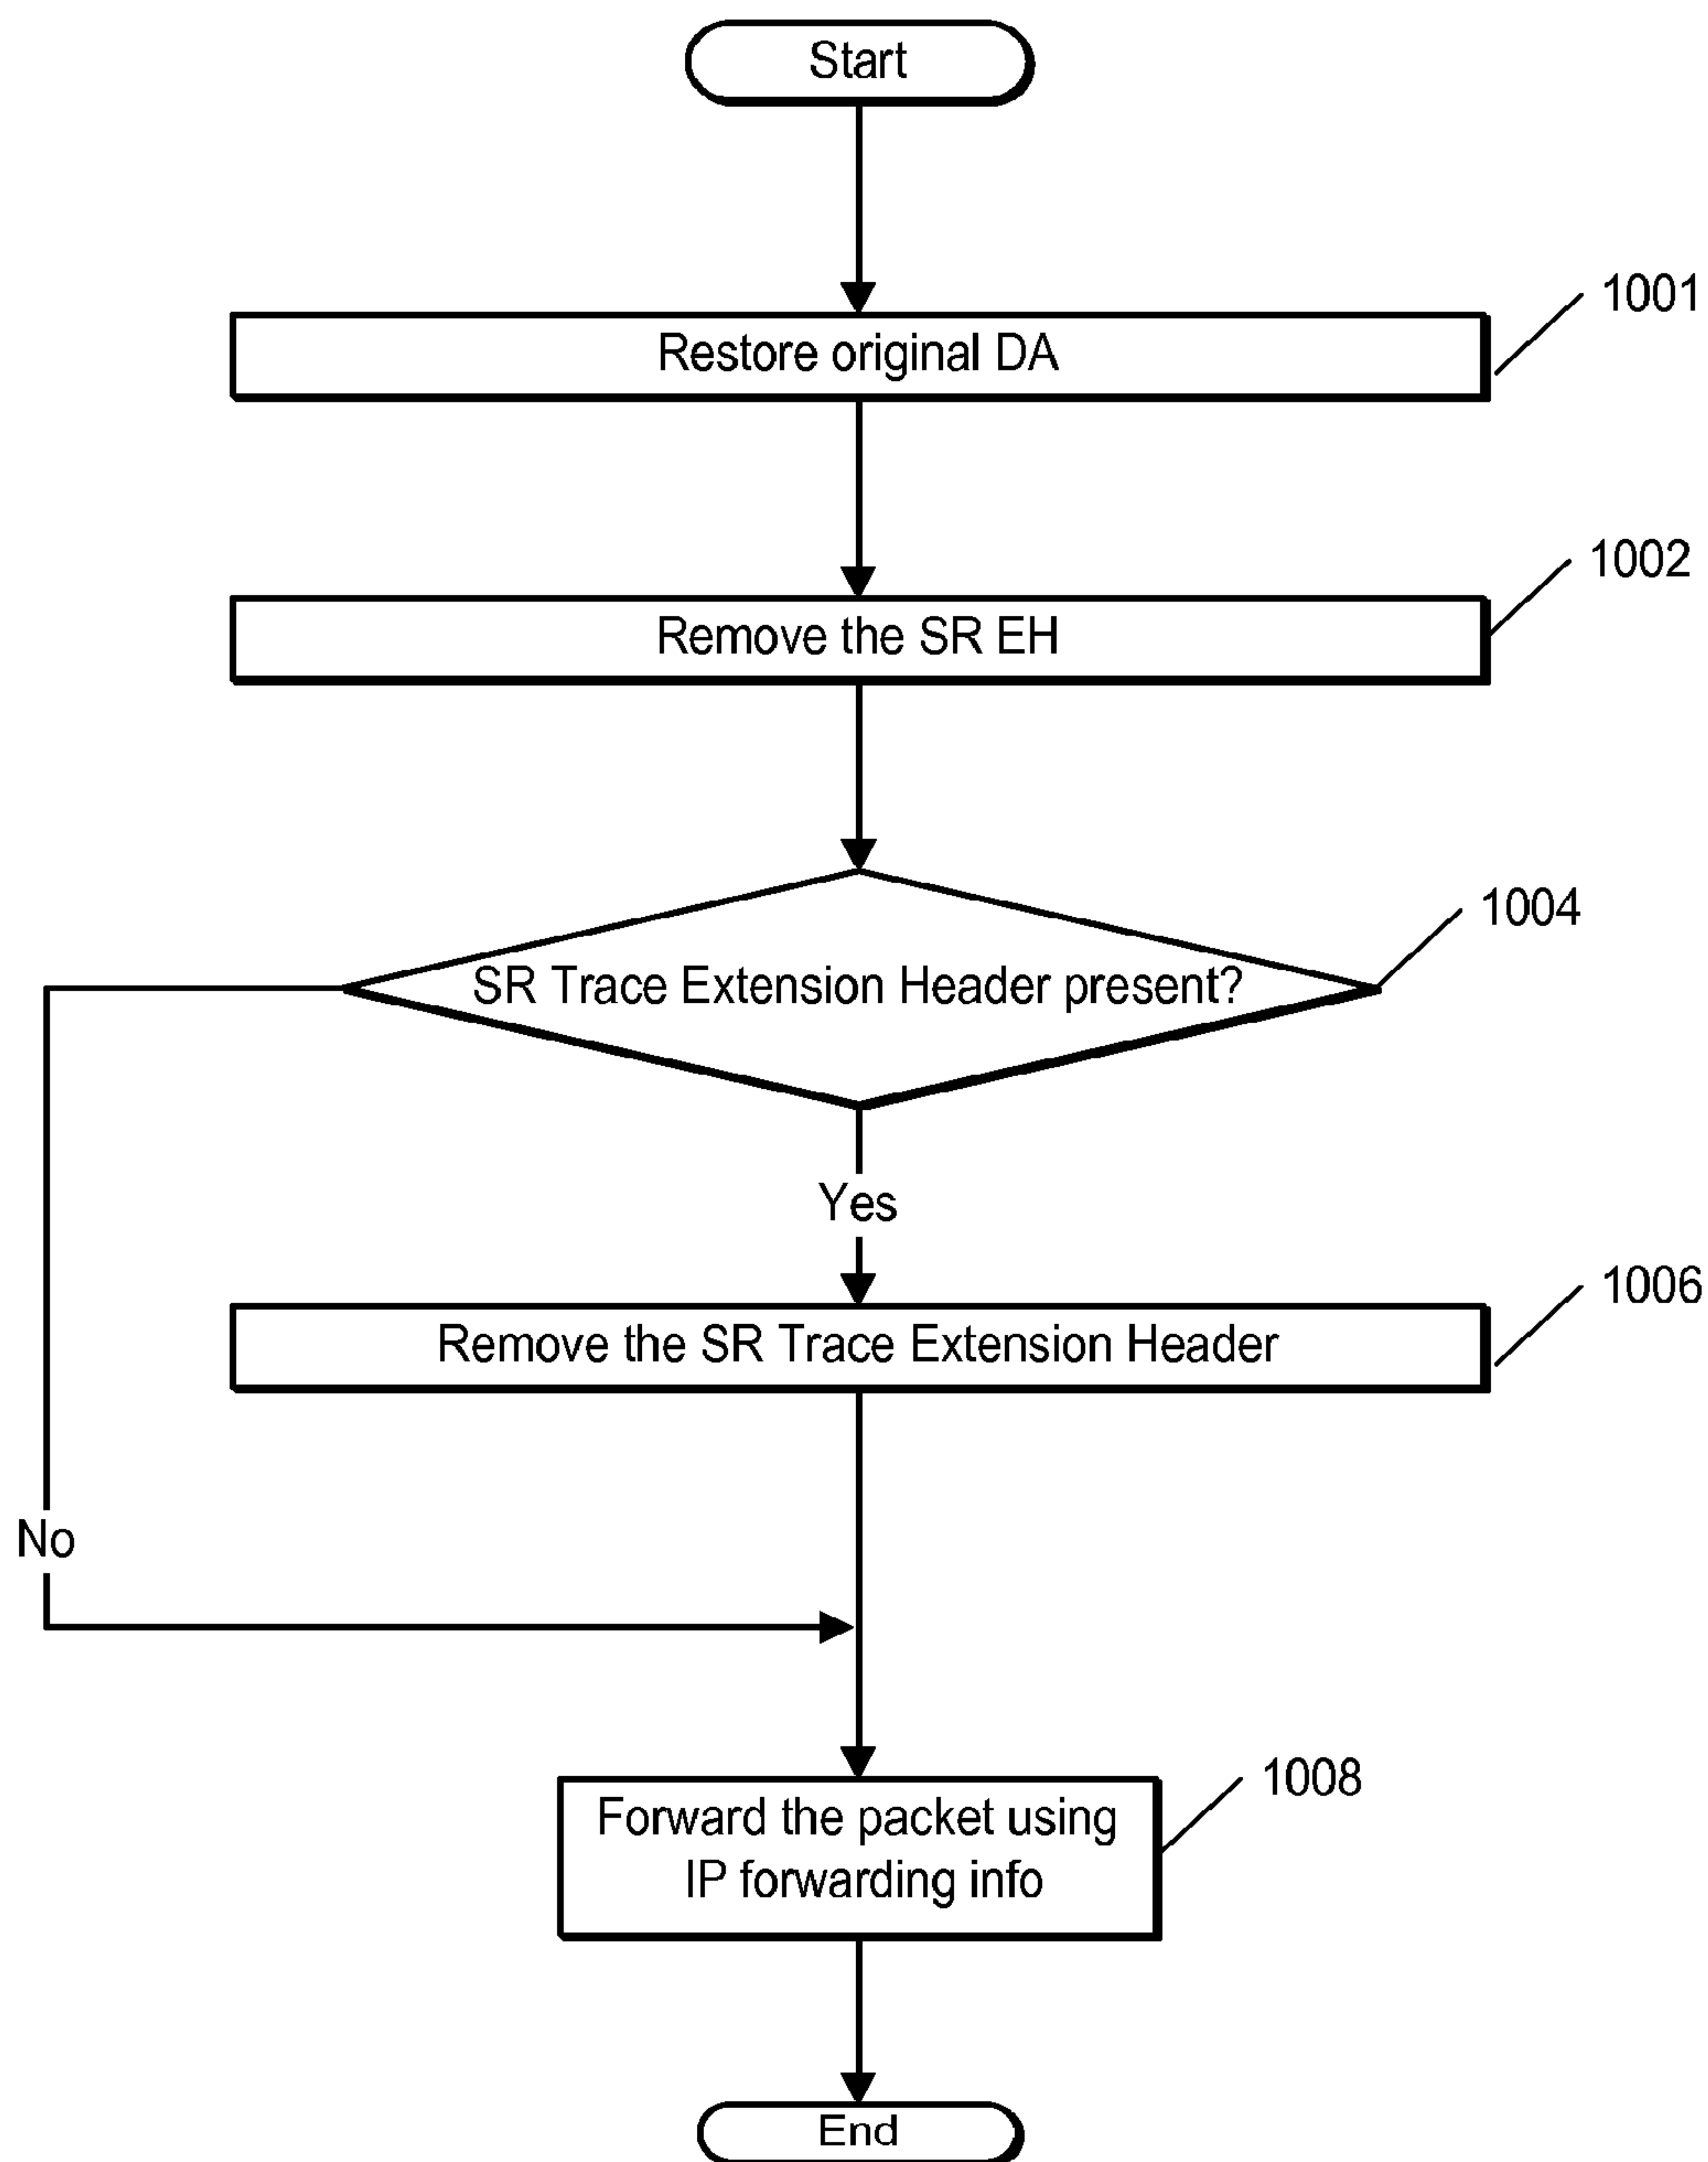 Start
1001
Restore original DA
1002
Remove the SR EH
1004
SR Trace Extension Header present?
Yes
1006
Remove the SR Trace Extension Header
No
1008
Forward the packet using
IP forwarding info
End